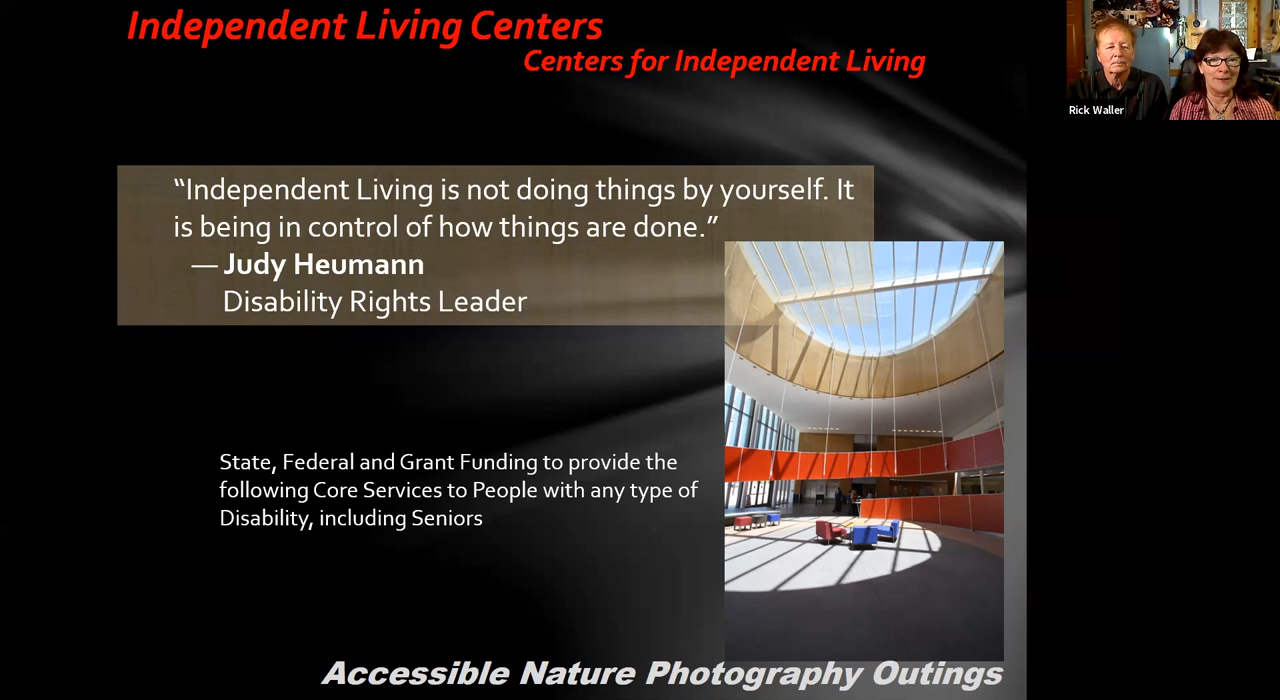 Independent Living Centers
Centers for Independent Living
Rick Waller
“Independent Living is not doing things by yourself. It
is being in control of how things are done.”
— Judy Heumann
Disability Rights Leader
State, Federal and Grant Funding to provide the
following Core Services to People with any type of
Disability, including Seniors
Accessible Nature Photography Outings